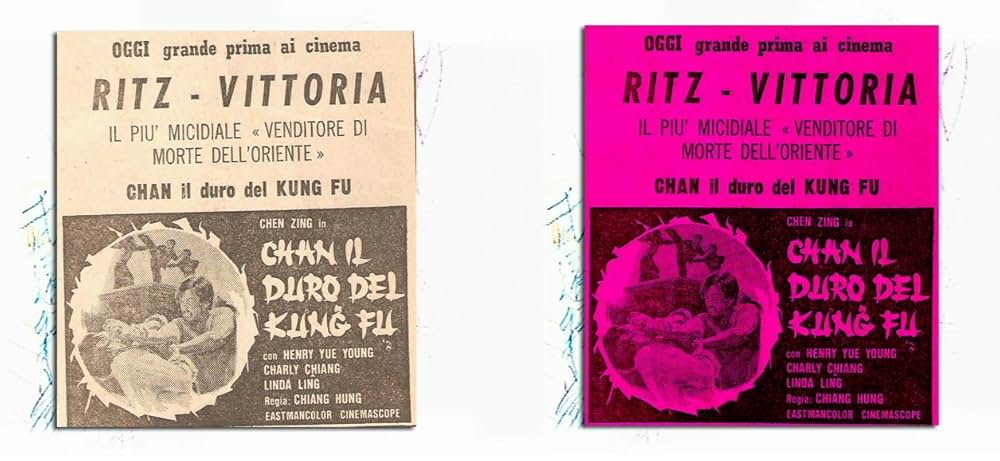 OGGI grande prima ai cinema
RITZ - VITTORIA
IL PIU' MICIDIALE « VENDITORE DI
MORTE DELL'ORIENTE »
CHAN il duro del KUNG FU
CHEN ZING in
CHAN IL
DURO DEL
KUNG FU
con HENRY YUE YOUNG
CHARLY CHIANG
LINDA LING
Regia: CHIANG HUNG
EASTMANCOLOR CINEMASCOPE
OGGI grande prima ai cinema
RITZ - VITTORIA
IL PIU' MICIDIALE « VENDITORE DI
MORTE DELL'ORIENTE »
CHAN il duro del KUNG FU
CHEN ZING in
CHAN IL
DURO DEL
KUNG FU
con HENRY YUE YOUNG
CHARLY CHIANG
LINDA LING
Regia: CHIANG HUNG
EASTMANCOLOR CINEMASCOPE